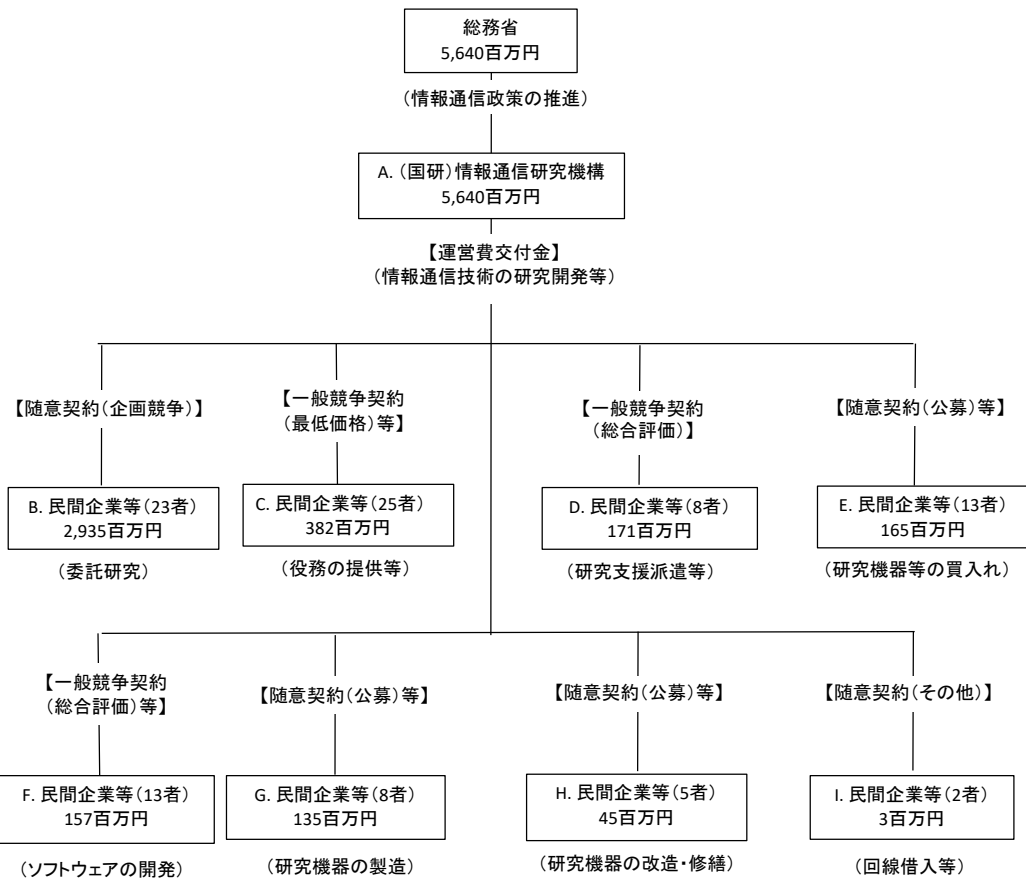 総務省
5,640百万円
(情報通信政策の推進)
A. (国研)情報通信研究機構
5,640百万円
【運営費交付金】
(情報通信技術の研究開発等)
【随意契約(企画競争)】
B. 民間企業等(23者)
2,935百万円
(委託研究)
【一般競争契約
(最低価格)等】
C. 民間企業等(25者)
382百万円
(役務の提供等)
【一般競争契約
(総合評価)】
D. 民間企業等(8者)
171百万円
(研究支援派遣等)
【随意契約(公募)等】
E. 民間企業等(13者)
165百万円
(研究機器等の買入れ)
【一般競争契約
(総合評価)等】
F. 民間企業等(13者)
157百万円
(ソフトウェアの開発)
【随意契約(公募)等】
G. 民間企業等(8者)
135百万円
(研究機器の製造)
【随意契約(公募)等】
H. 民間企業等(5者)
45百万円
(研究機器の改造・修繕)
【随意契約(その他)】
I. 民間企業等(2者)
3百万円
(回線借入等)